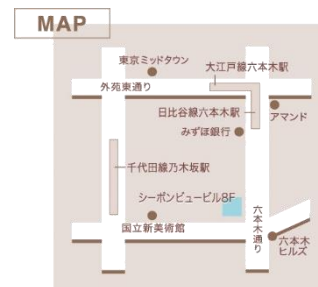 MAP
東京ミッドタウン
大江戸線六本木駅
外苑東通り
日比谷線六本木駅
アマンド
みずほ銀行
千代田線乃木坂駅
シーボンビュービル8F
国立新美術館
六本木通り
六本木
ヒルズ